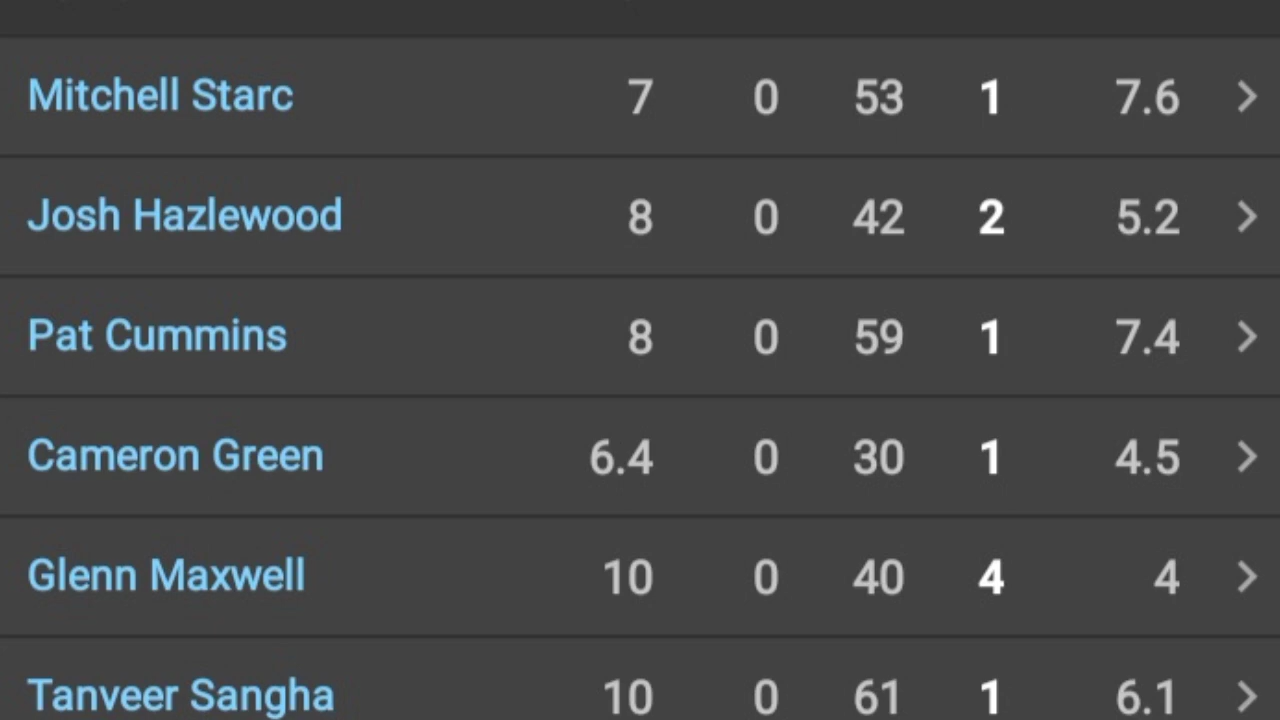 Mitchell Starc 7 0 53 1 7.6 >
Josh Hazlewood 8 0 42 2 5.2 >
Pat Cummins 8 0 59 1 7.4 >
Cameron Green 6.4 0 30 1 4.5 >
Glenn Maxwell 10 0 40 4 4 >
Tanveer Sangha 10 0 61 1 6.1 >